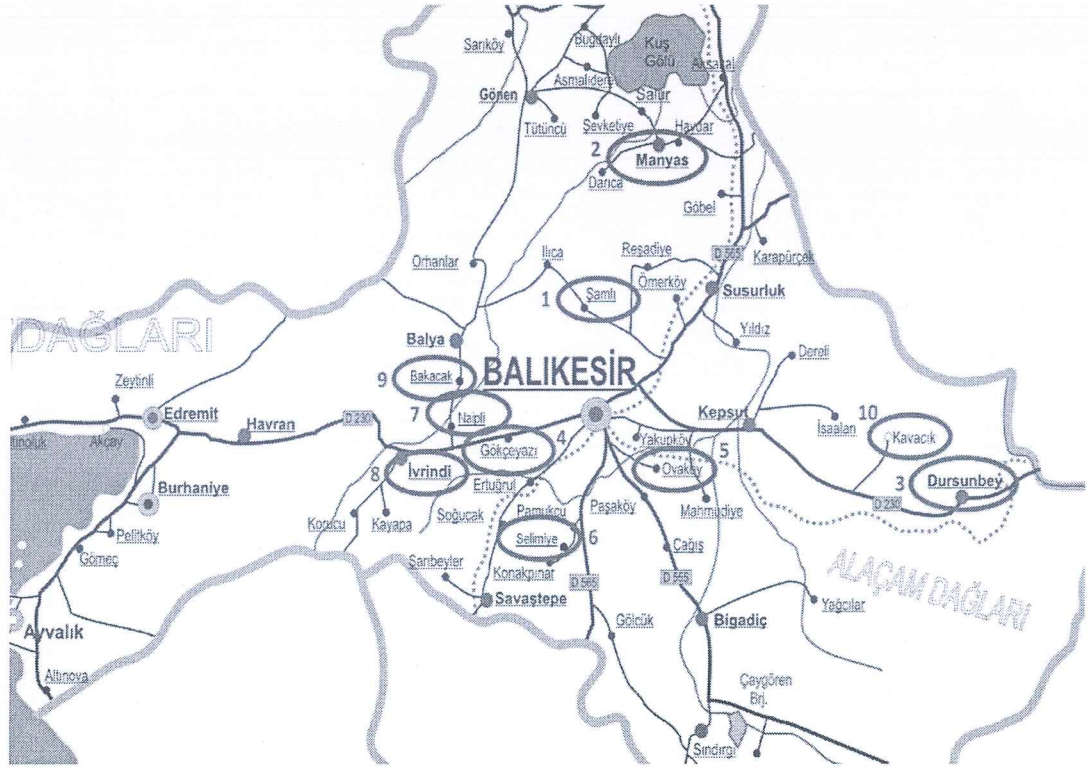 Sarıköy
Buğdaylı
Kuş
Gölü
Aksakal
Asmalıdere
Gönen
Salur
Tütüncü
Şevketiye
Haydar
2
Manyas
Darıca
Göbel
D 565
Karapürçek
Orhanlar
Ilıca
Reşadiye
Ömerköy
1
Şamlı
Susurluk
DAĞLARI
Yıldız
Balya
Dereli
9
Bakacak
BALIKESİR
Zeytinli
7
Naipli
Edremit
Havran
D 230
Kepsut
İsaalan
10
Kavacık
Akçay
4
Gökçeyazı
Yakupköy
5
8
İvrindi
Ovaköy
3
Dursunbey
Burhaniye
Ertuğrul
Korucu
Kayapa
Soğucak
Pamukçu
Paşaköy
Mahmudiye
D 230
Pelitköy
Selimiye
6
Gömeç
Çağış
Sarıbeyler
Konakpınar
D 565
D 555
ALAÇAM DAĞLARI
Savaştepe
Yağcılar
Ayvalık
Gölcük
Bigadiç
Altınova
Çaygören
Brj.
Sındırgı